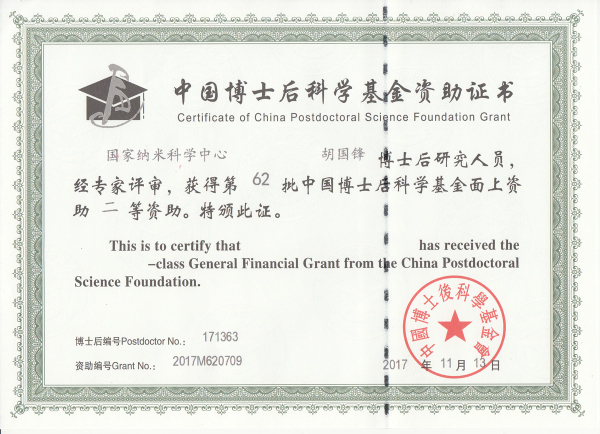 中国博士后科学基金资助证书
Certificate of China Postdoctoral Science Foundation Grant
国家纳米科学中心 胡国锋 博士后研究人员，
经专家评审，获得第 62 批中国博士后科学基金面上资
助 二 等资助。特颁此证。
This is to certify that has received the
-class General Financial Grant from the China Postdoctoral
Science Foundation.
中國博士後科學基金會
博士后编号Postdoctor No.： 171363
资助编号Grant No.： 2017M620709
2017 年 11 月 13 日